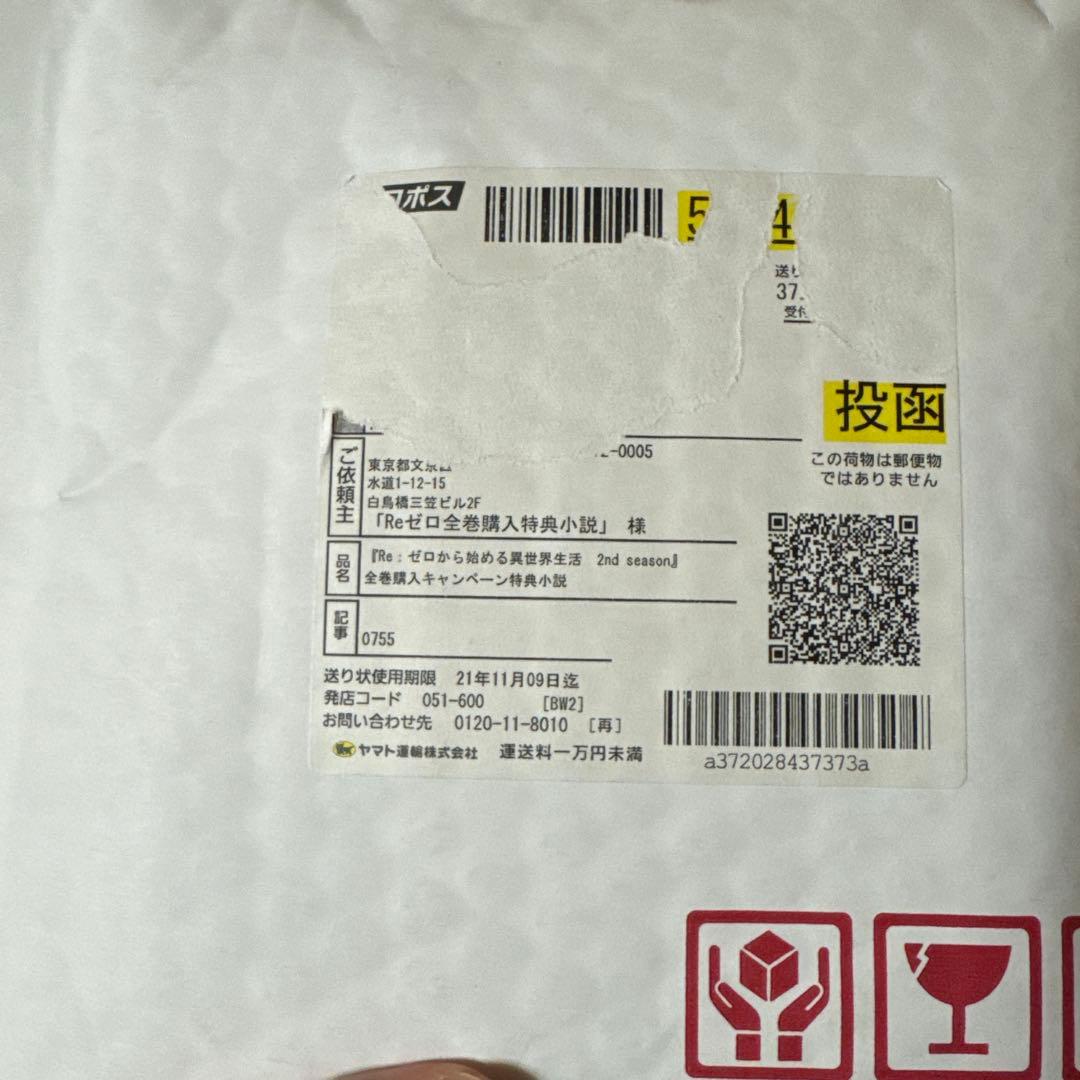 コポス
5
4
送り
37
受付
投函
この荷物は郵便物
ではありません
-0005
ご依頼主
東京都文京区
水道1-12-15
白鳥橋三笠ビル2F
「Reゼロ全巻購入特典小説」 様
品名
『Re：ゼロから始める異世界生活 2nd season』
全巻購入キャンペーン特典小説
記事
0755
送り状使用期限 21年11月09日迄
発店コード 051-600 [BW2]
お問い合わせ先 0120-11-8010 [再]
ヤマト運輸株式会社 運送料一万円未満
a372028437373a